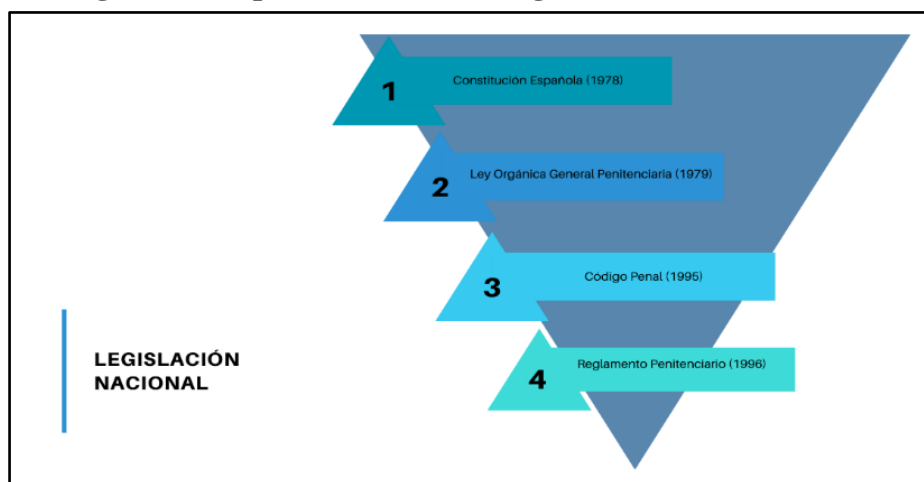 1
Constitución Española (1978)
2
Ley Orgánica General Penitenciaria (1979)
3
Código Penal (1995)
4
Reglamento Penitenciario (1996)
LEGISLACIÓN
NACIONAL